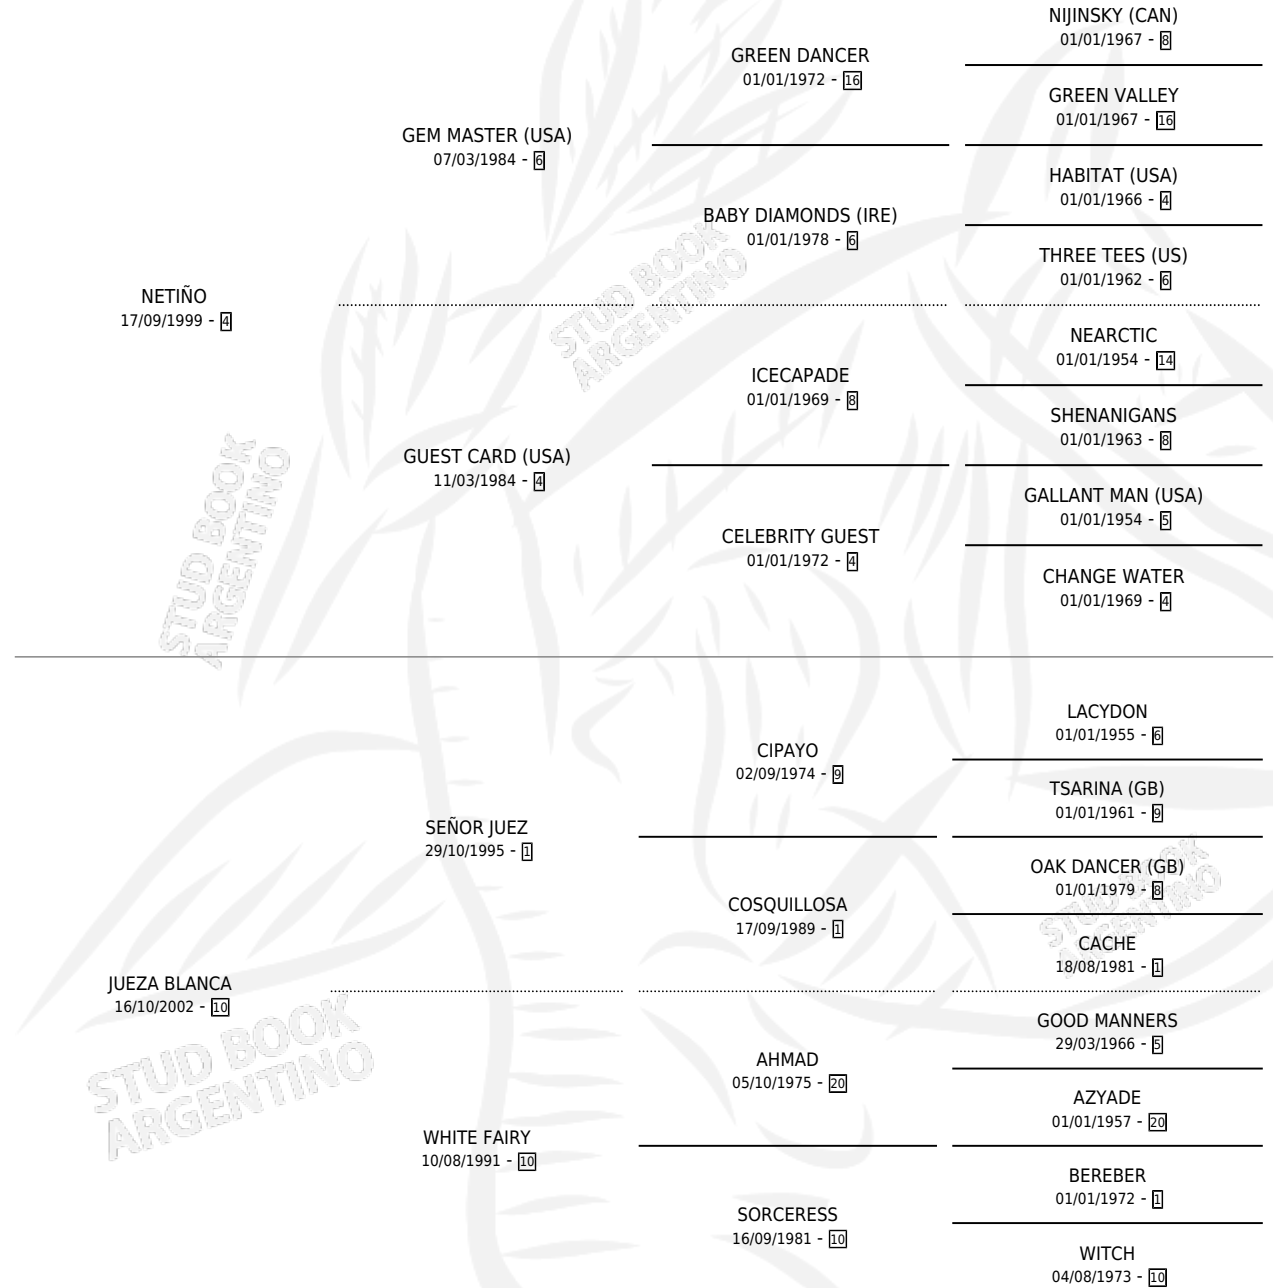 NIJINSKY (CAN)
01/01/1967 - 8
GREEN DANCER
01/01/1972 - 16
GREEN VALLEY
01/01/1967 - 16
GEM MASTER (USA)
07/03/1984 - 6
HABITAT (USA)
01/01/1966 - 4
BABY DIAMONDS (IRE)
01/01/1978 - 6
THREE TEES (US)
01/01/1962 - 6
NETIÑO
17/09/1999 - 4
STUD BOOK
ARGENTINO
NEARCTIC
01/01/1954 - 14
ICECAPADE
01/01/1969 - 8
SHENANIGANS
01/01/1963 - 8
GUEST CARD (USA)
11/03/1984 - 4
GALLANT MAN (USA)
01/01/1954 - 5
CELEBRITY GUEST
01/01/1972 - 4
CHANGE WATER
01/01/1969 - 4
STUD BOOK
ARGENTINO
LACYDON
01/01/1955 - 6
CIPAYO
02/09/1974 - 9
TSARINA (GB)
01/01/1961 - 9
SEÑOR JUEZ
29/10/1995 - 1
OAK DANCER (GB)
01/01/1979 - 8
COSQUILLOSA
17/09/1989 - 1
CACHE
18/08/1981 - 1
STUD BOOK
ARGENTINO
JUEZA BLANCA
16/10/2002 - 10
GOOD MANNERS
29/03/1966 - 5
AHMAD
05/10/1975 - 20
AZYADE
01/01/1957 - 20
STUD BOOK
ARGENTINO
WHITE FAIRY
10/08/1991 - 10
BEREBER
01/01/1972 - 1
SORCERESS
16/09/1981 - 10
WITCH
04/08/1973 - 10